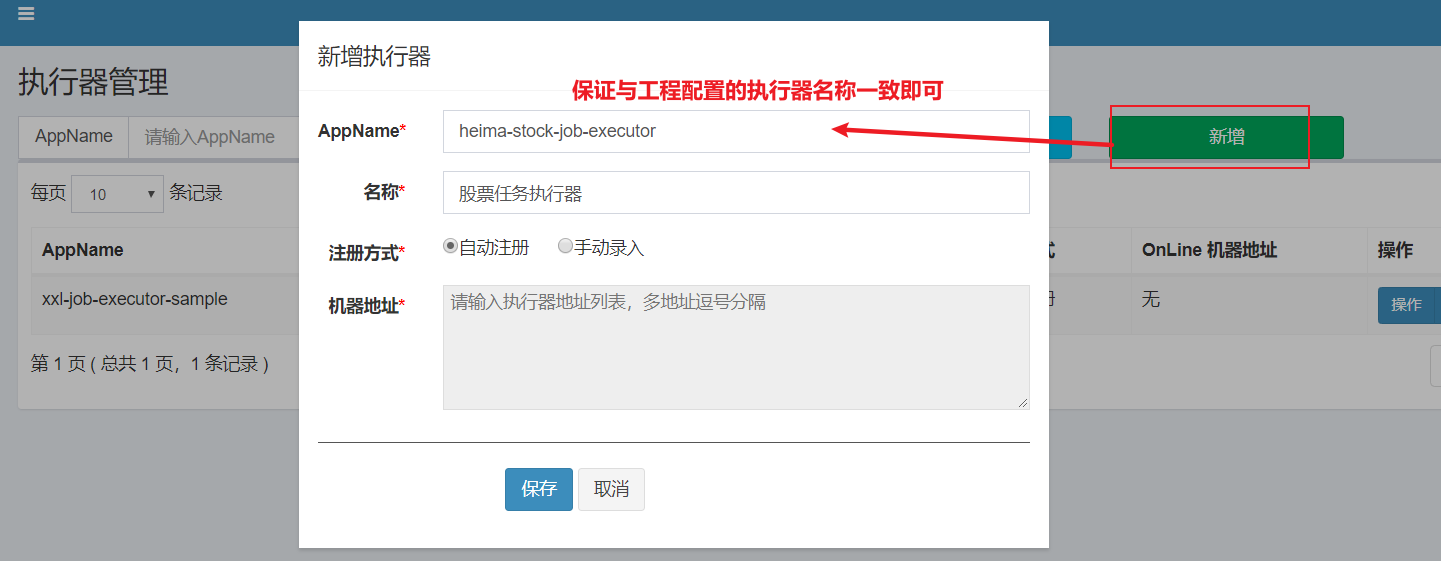 执行器管理
AppName
请输入AppName
新增
每页 10 条记录
AppName
OnLine 机器地址
操作
xxl-job-executor-sample
无
操作
第 1 页 ( 总共 1 页，1 条记录 )
新增执行器
保证与工程配置的执行器名称一致即可
AppName*
heima-stock-job-executor
名称*
股票任务执行器
注册方式*
自动注册
手动录入
机器地址*
请输入执行器地址列表，多地址逗号分隔
保存
取消